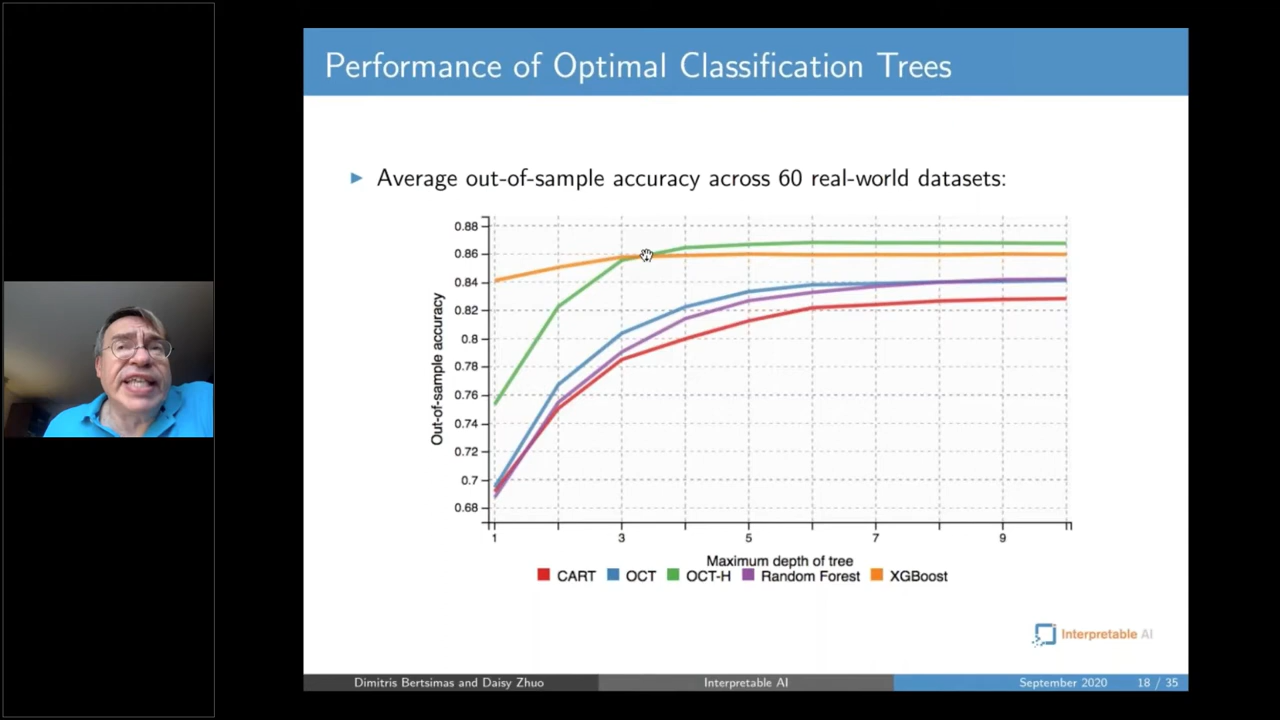 Performance of Optimal Classification Trees
Average out-of-sample accuracy across 60 real-world datasets:
0.88
0.86
0.84
0.82
0.8
0.78
0.76
0.74
0.72
0.7
0.68
Out-of-sample accuracy
1 3 5 7 9
Maximum depth of tree
CART OCT OCT-H Random Forest XGBoost
Interpretable AI
Dimitris Bertsimas and Daisy Zhuo Interpretable AI September 2020 18 / 35